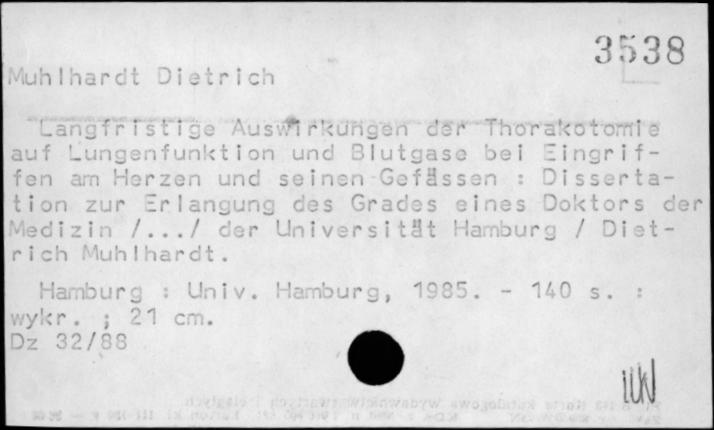 3538
Muhlhardt Dietrich
Langfristige Auswirkungen der Thorakotomie
auf Lungenfunktion und Blutgase bei Eingrif-
fen am Herzen und seinen Gefässen : Disserta-
tion zur Erlangung des Grades eines Doktors der
Medizin /.../ der Universität Hamburg / Diet-
rich Muhlhardt.
Hamburg : Univ. Hamburg, 1985. - 140 s. :
wykr. ; 21 cm.
Dz 32/88